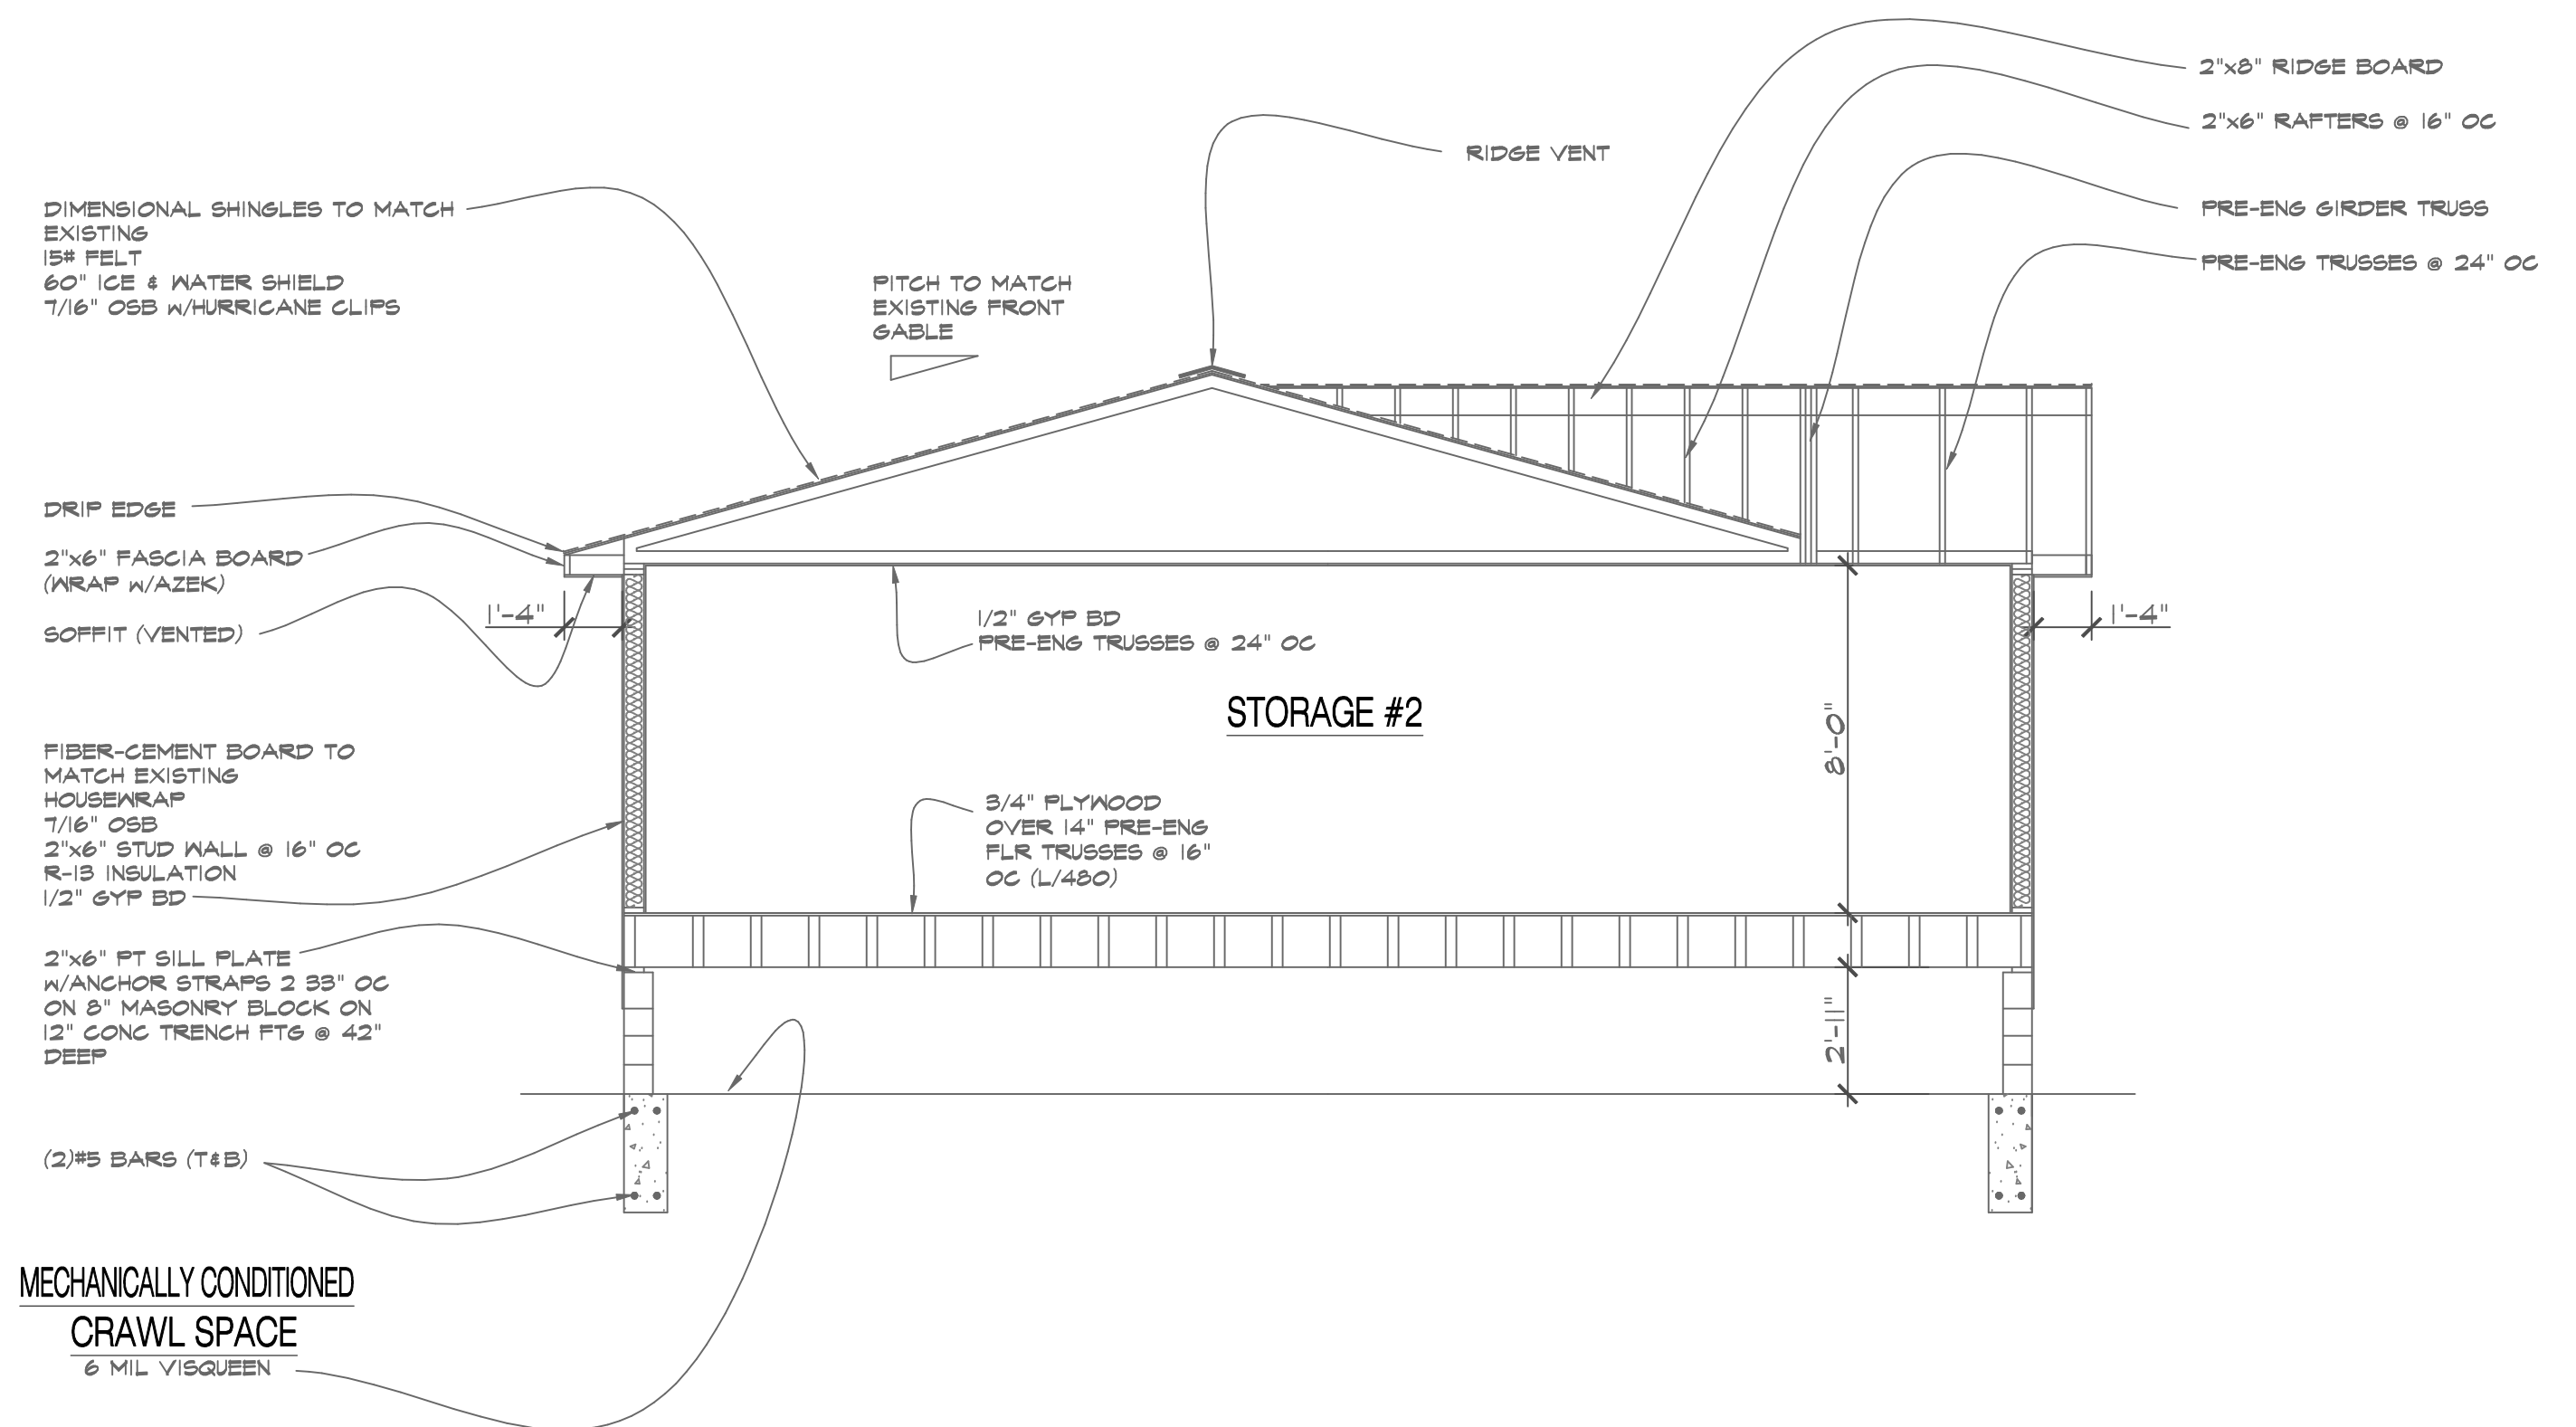 2"x8" RIDGE BOARD
2"x6" RAFTERS @ 16" OC
RIDGE VENT
PRE-ENG GIRDER TRUSS
PRE-ENG TRUSSES @ 24" OC
DIMENSIONAL SHINGLES TO MATCH
EXISTING
15# FELT
60" ICE & WATER SHIELD
7/16" OSB W/HURRICANE CLIPS
PITCH TO MATCH
EXISTING FRONT
GABLE
DRIP EDGE
2"x6" FASCIA BOARD
(WRAP W/AZEK)
SOFFIT (VENTED)
1'-4"
1/2" GYP BD
PRE-ENG TRUSSES @ 24" OC
1'-4"
STORAGE #2
8'-0"
FIBER-CEMENT BOARD TO
MATCH EXISTING
HOUSEWRAP
7/16" OSB
2"x6" STUD WALL @ 16" OC
R-13 INSULATION
1/2" GYP BD
3/4" PLYWOOD
OVER 14" PRE-ENG
FLR TRUSSES @ 16"
OC (L/480)
2"x6" PT SILL PLATE
W/ANCHOR STRAPS 2 33" OC
ON 8" MASONRY BLOCK ON
12" CONC TRENCH FTG @ 42"
DEEP
2'-11"
(2)#5 BARS (T&B)
MECHANICALLY CONDITIONED
CRAWL SPACE
6 MIL VISQUEEN